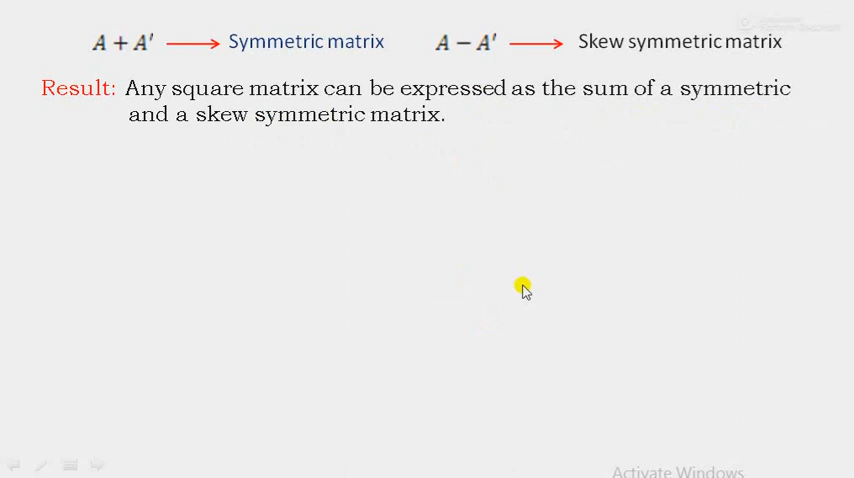 A + A′ ⟶ Symmetric matrix A − A′ ⟶ Skew symmetric matrix
Result: Any square matrix can be expressed as the sum of a symmetric
and a skew symmetric matrix.
Activate Windows